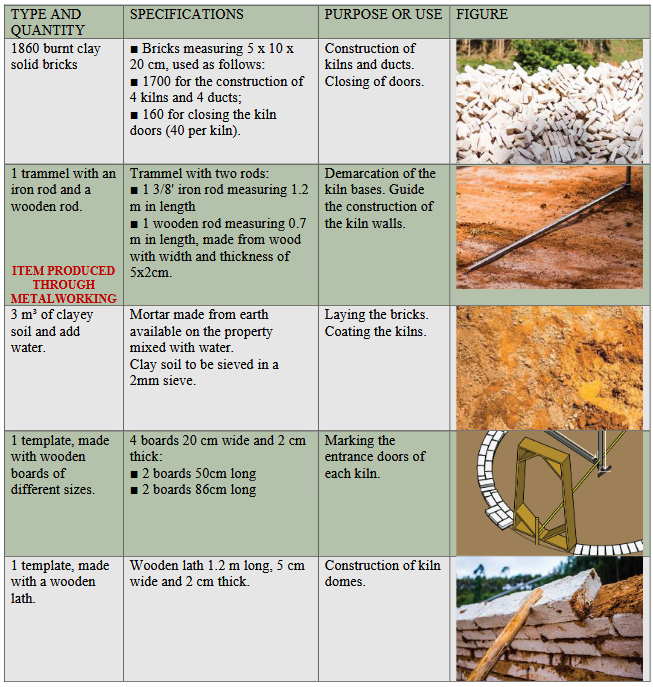 TYPE AND
QUANTITY
SPECIFICATIONS
PURPOSE OR USE
FIGURE
1860 burnt clay
solid bricks
■ Bricks measuring 5 x 10 x
20 cm, used as follows:
■ 1700 for the construction of
4 kilns and 4 ducts;
■ 160 for closing the kiln
doors (40 per kiln).
Construction of
kilns and ducts.
Closing of doors.
1 trammel with an
iron rod and a
wooden rod.
ITEM PRODUCED
THROUGH
METALWORKING
Trammel with two rods:
■ 1 3/8' iron rod measuring 1.2
m in length
■ 1 wooden rod measuring 0.7
m in length, made from wood
with width and thickness of
5x2cm.
Demarcation of the
kiln bases. Guide
the construction of
the kiln walls.
3 m³ of clayey
soil and add
water.
Mortar made from earth
available on the property
mixed with water.
Clay soil to be sieved in a
2mm sieve.
Laying the bricks.
Coating the kilns.
1 template, made
with wooden
boards of
different sizes.
4 boards 20 cm wide and 2 cm
thick:
■ 2 boards 50cm long
■ 2 boards 86cm long
Marking the
entrance doors of
each kiln.
1 template, made
with a wooden
lath.
Wooden lath 1.2 m long, 5 cm
wide and 2 cm thick.
Construction of kiln
domes.